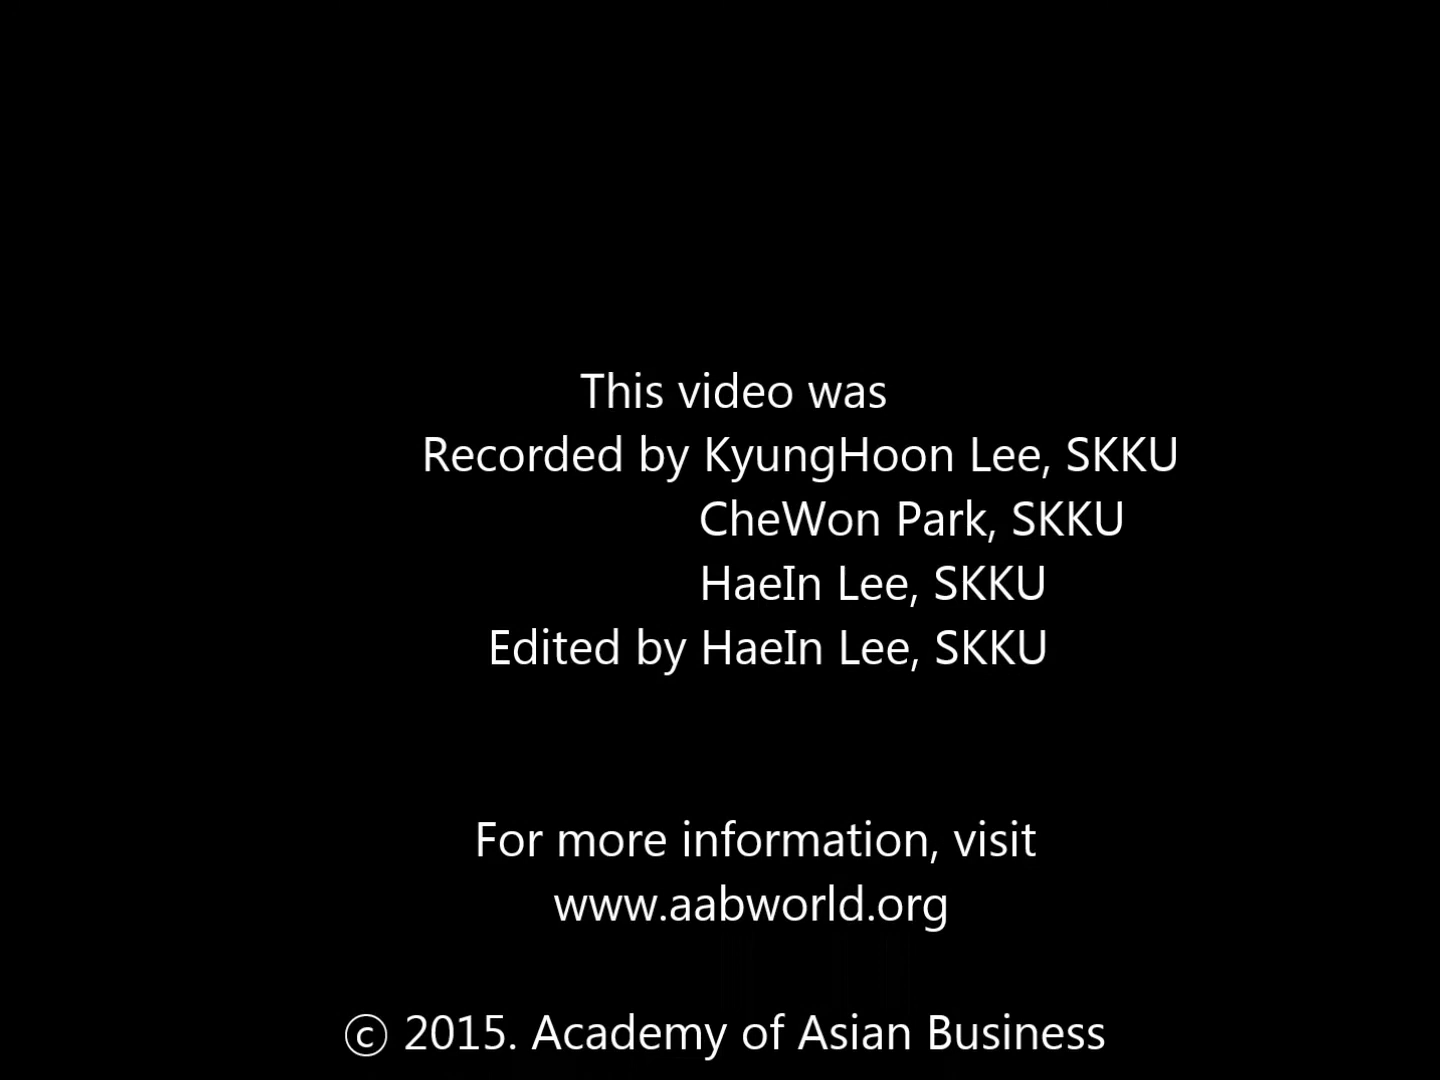 This video was
Recorded by KyungHoon Lee, SKKU
CheWon Park, SKKU
HaeIn Lee, SKKU
Edited by HaeIn Lee, SKKU
For more information, visit
www.aabworld.org
ⓒ 2015. Academy of Asian Business